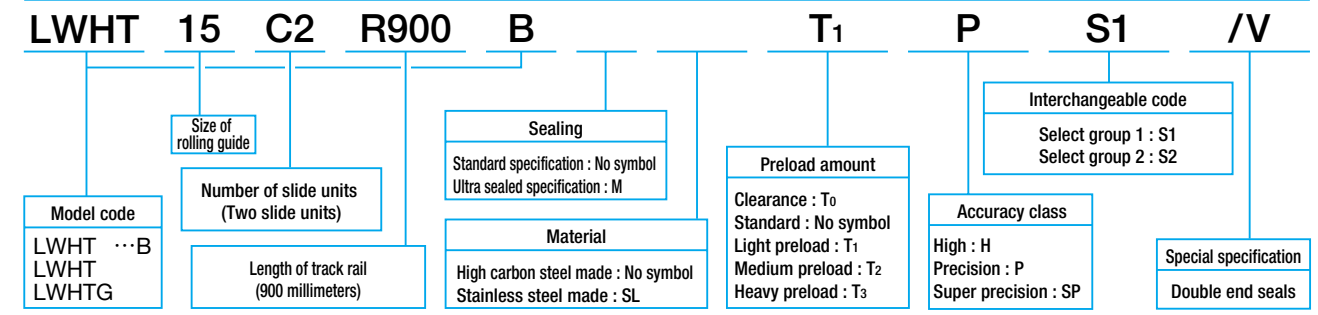 LWHT 15 C2 R900 B T1 P S1 /V
Size of
rolling guide
Number of slide units
(Two slide units)
Model code
LWHT ···B
LWHT
LWHTG
Length of track rail
(900 millimeters)
Sealing
Standard specification : No symbol
Ultra sealed specification : M
Material
High carbon steel made : No symbol
Stainless steel made : SL
Preload amount
Clearance : T0
Standard : No symbol
Light preload : T1
Medium preload : T2
Heavy preload : T3
Accuracy class
High : H
Precision : P
Super precision : SP
Interchangeable code
Select group 1 : S1
Select group 2 : S2
Special specification
Double end seals